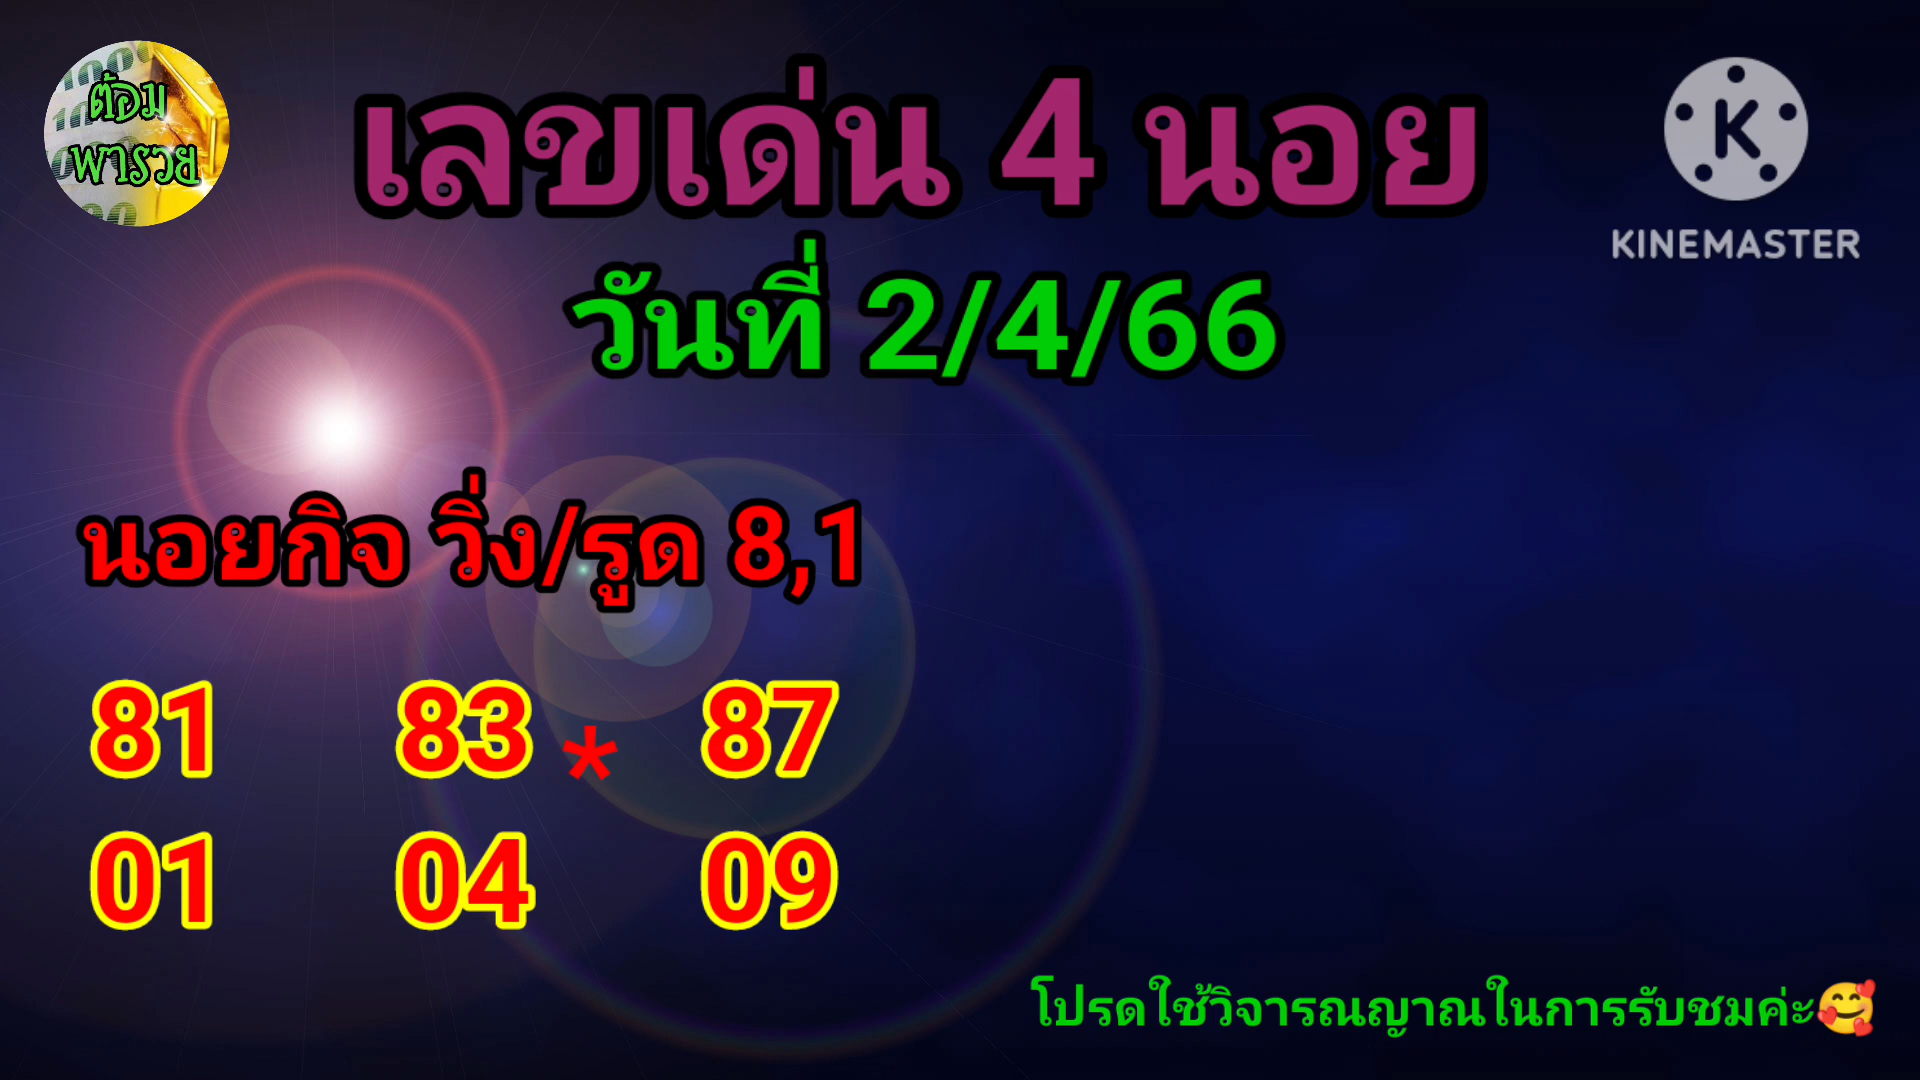 ต้อม
พารวย
เลขเด่น 4 นอย
KINEMASTER
วันที่ 2/4/66
นอยกิจ วิ่ง/รูด 8,1
81 83 * 87
01 04 09
โปรดใช้วิจารณญาณในการรับชมค่ะ🥰